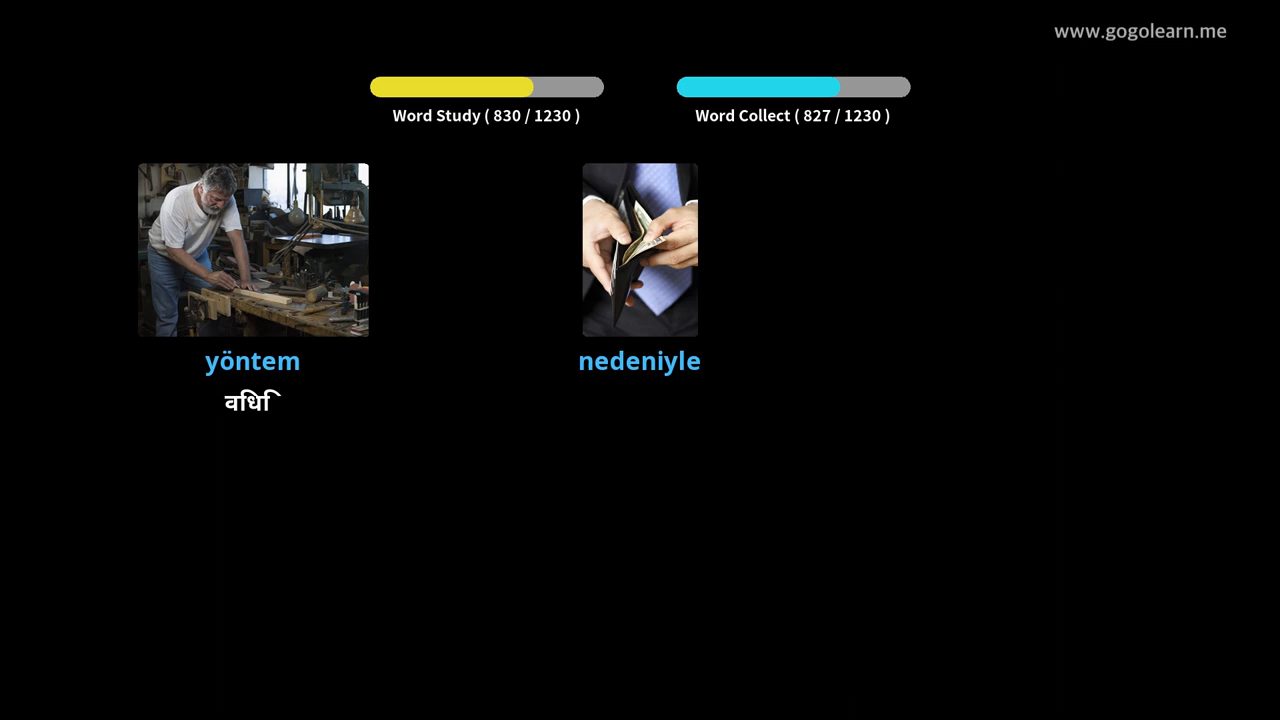 www.gogolearn.me
Word Study ( 830 / 1230 )
Word Collect ( 827 / 1230 )
yöntem
nedeniyle
विधि